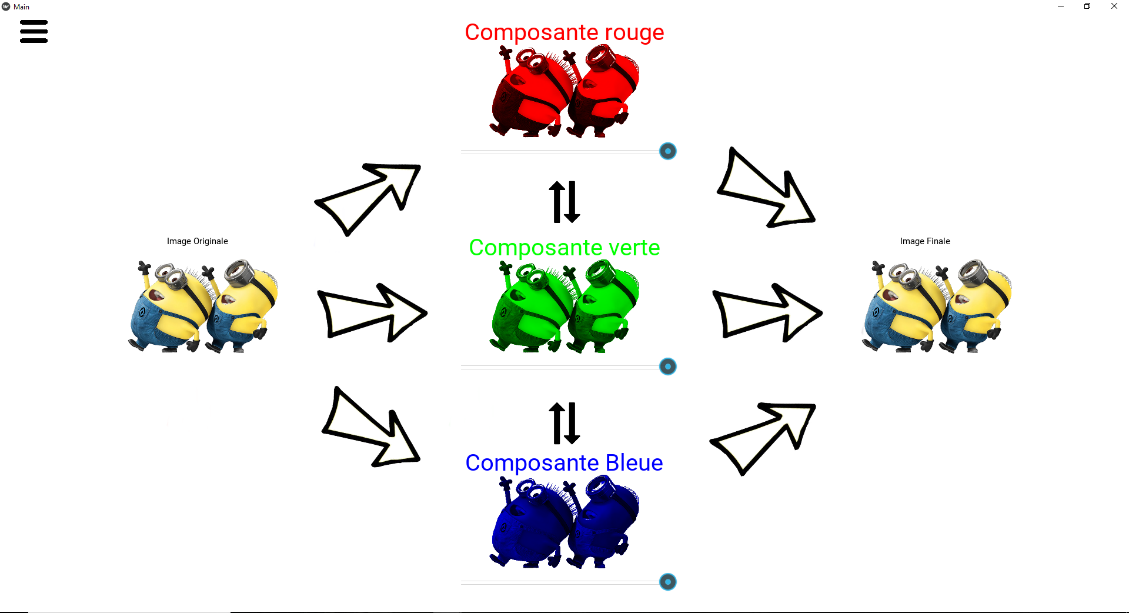 Main
Composante rouge
Image Originale
Composante verte
Image Finale
Composante Bleue